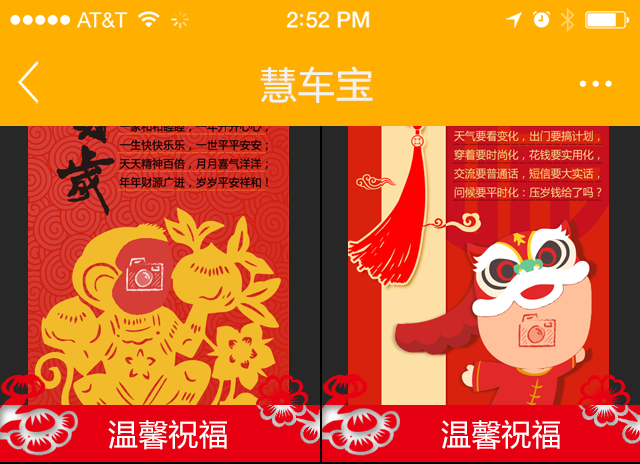 AT&T
2:52 PM
慧车宝
一家和和睦睦，一年开开心心，
一生快快乐乐，一世平平安安；
天天精神百倍，月月喜气洋洋；
年年财源广进，岁岁平安祥和！
歲
天气要看变化，出门要搞计划，
穿着要时尚化，花钱要实用化，
交流要普通话，短信要大实话，
问候要平时化：压岁钱给了吗？
温馨祝福
温馨祝福